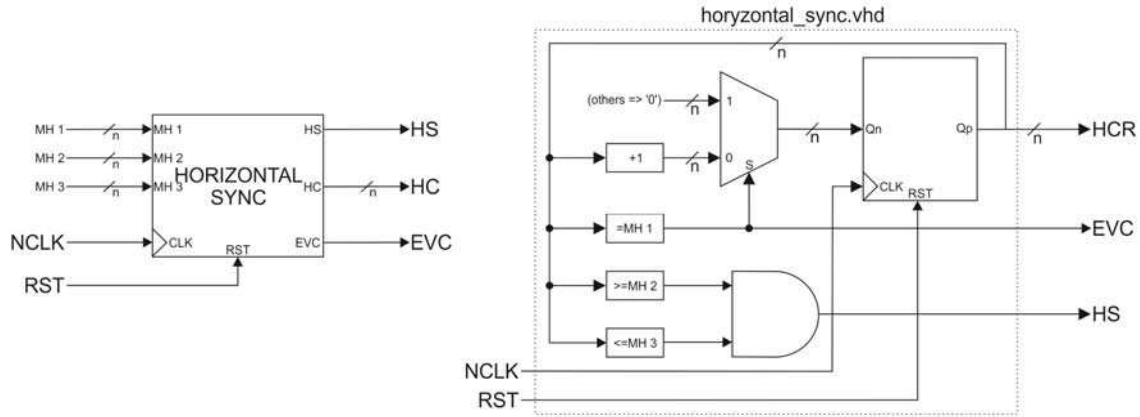 horyzontal_sync.vhd
MH 1
n
MH 1
HS
HS
MH 2
n
MH 2
MH 3
n
MH 3
HORIZONTAL
SYNC
HC
n
HC
NCLK
CLK
RST
EVC
EVC
RST
n
(others => '0')
n
1
n
Qn
Qp
n
HCR
+1
n
0
S
CLK
RST
=MH 1
EVC
>=MH 2
HS
<=MH 3
NCLK
RST